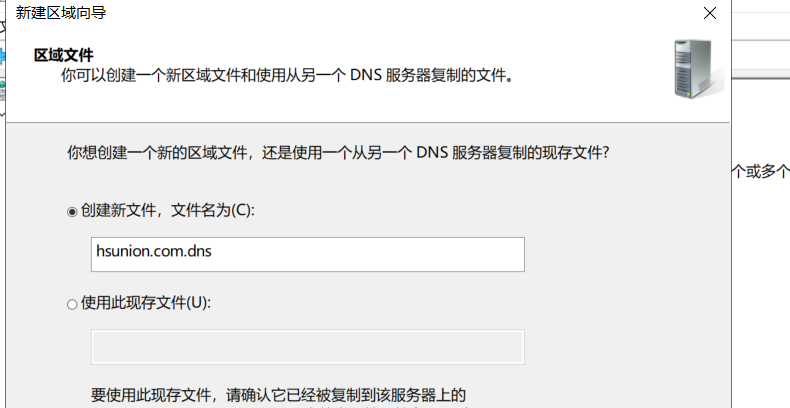 新建区域向导
区域文件
你可以创建一个新区域文件和使用从另一个 DNS 服务器复制的文件。
你想创建一个新的区域文件，还是使用一个从另一个 DNS 服务器复制的现存文件?
个或多个
创建新文件，文件名为(C):
hsunion.com.dns
使用此现存文件(U):
要使用此现存文件，请确认它已经被复制到该服务器上的